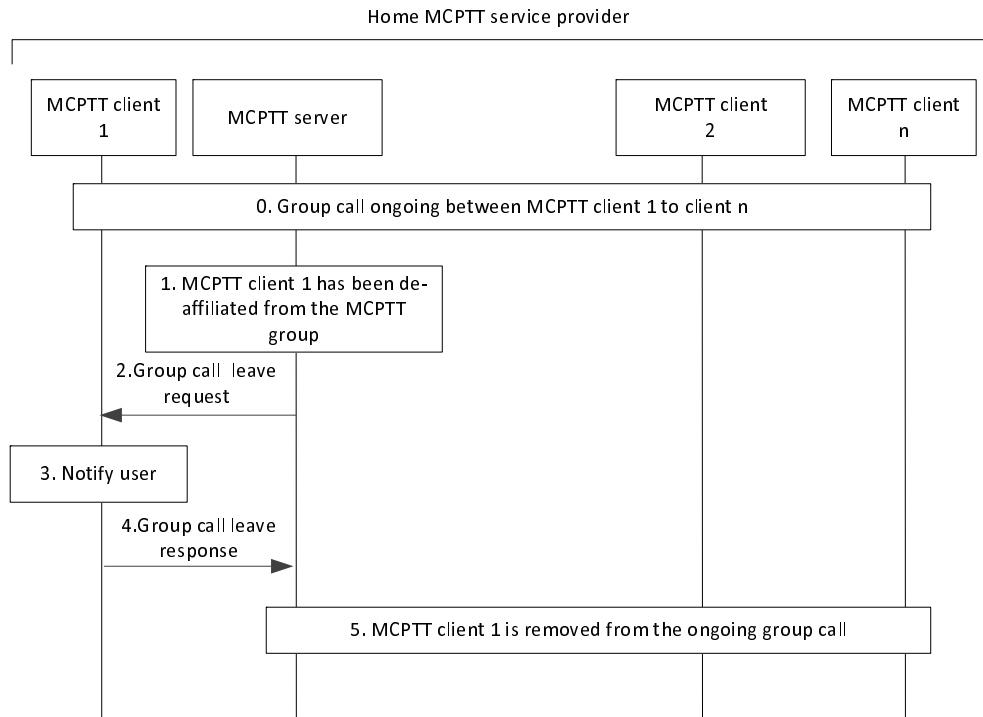 Home MCPTT service provider
MCPTT client
1
MCPTT server
MCPTT client
2
MCPTT client
n
0. Group call ongoing between MCPTT client 1 to client n
1. MCPTT client 1 has been de-
affiliated from the MCPTT
group
2.Group call leave
request
3. Notify user
4.Group call leave
response
5. MCPTT client 1 is removed from the ongoing group call